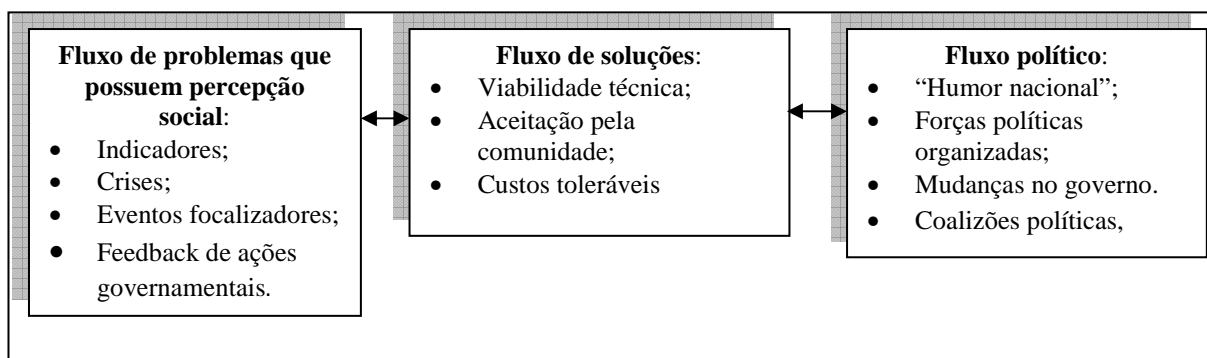 Fluxo de problemas que
possuem percepção
social:
• Indicadores;
• Crises;
• Eventos focalizadores;
• Feedback de ações
governamentais.
Fluxo de soluções:
• Viabilidade técnica;
• Aceitação pela
comunidade;
• Custos toleráveis
Fluxo político:
• “Humor nacional”;
• Forças políticas
organizadas;
• Mudanças no governo.
• Coalizões políticas,